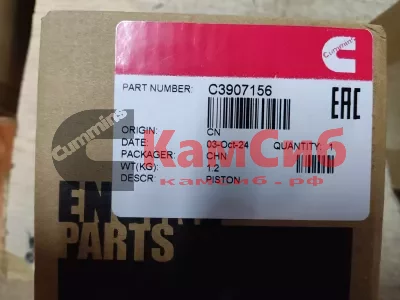 Cummins
PART NUMBER: C3907156
EAC
ORIGIN: CN
DATE: 03-Oct-24 QUANTITY: 1
PACKAGER: CHN
WT(KG): 1.2
DESCR: PISTON
Cummins
КамСиб
камсиб.рф
PARTS